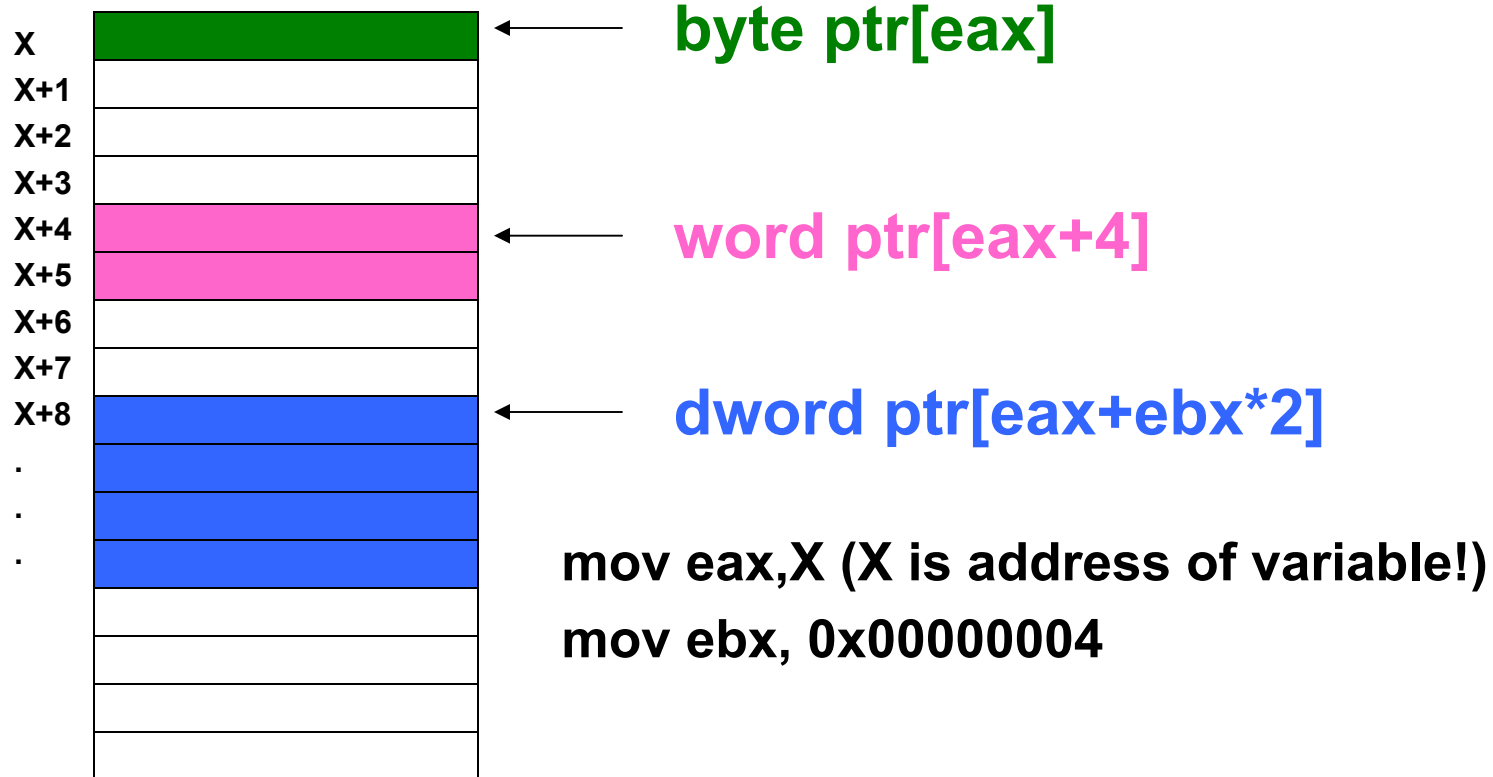 X
byte ptr[eax]
X+1
X+2
X+3
X+4
word ptr[eax+4]
X+5
X+6
X+7
X+8
dword ptr[eax+ebx*2]
.
.
.
mov eax,X (X is address of variable!)
mov ebx, 0x00000004